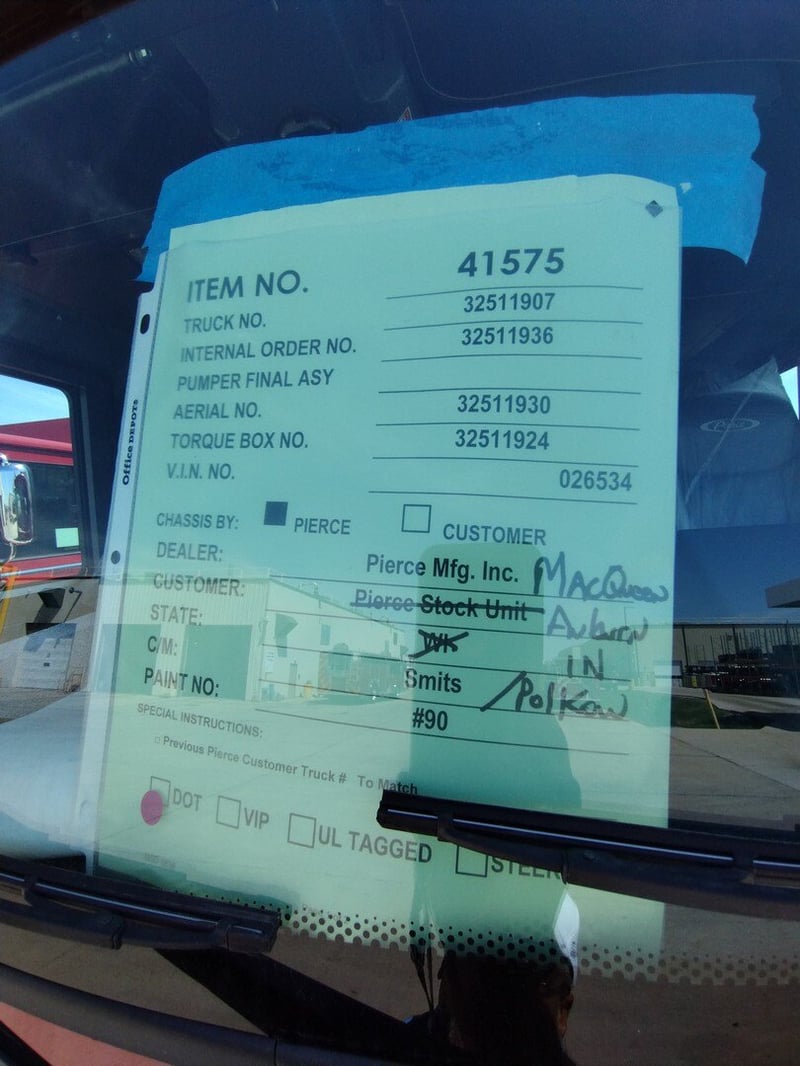 ITEM NO. 41575
TRUCK NO. 32511907
INTERNAL ORDER NO. 32511936
PUMPER FINAL ASY
AERIAL NO. 32511930
TORQUE BOX NO. 32511924
V.I.N. NO. 026534
CHASSIS BY: PIERCE CUSTOMER
DEALER: Pierce Mfg. Inc. MacQueen
CUSTOMER: Pierce Stock Unit Auburn
STATE: WK IN
C/M: Smits /Polkow
PAINT NO: #90
SPECIAL INSTRUCTIONS:
Previous Pierce Customer Truck # To Match
DOT VIP UL TAGGED
Office DEPOT